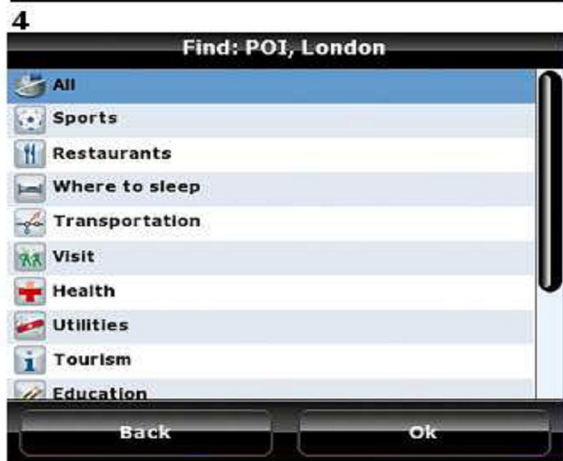 4
Find: POI, London
All
Sports
Restaurants
Where to sleep
Transportation
Visit
Health
Utilities
Tourism
Education
Back Ok